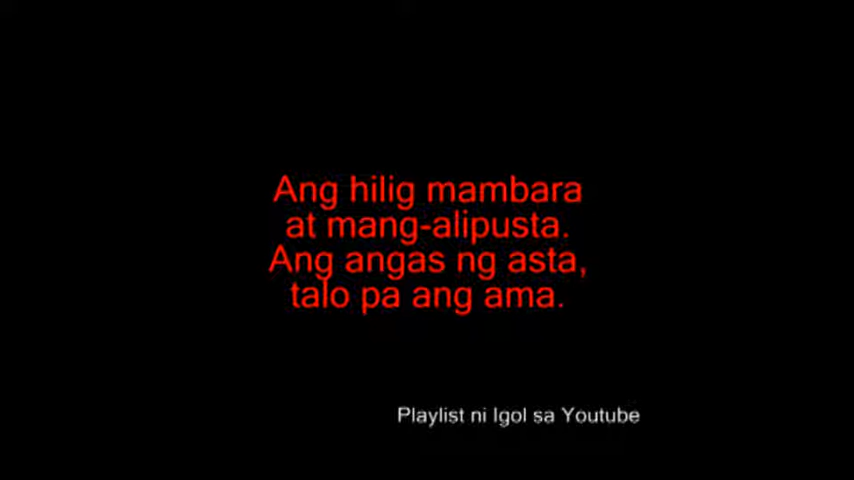 Ang hilig mambara
at mang-alipusta.
Ang angas ng asta,
talo pa ang ama.
Playlist ni Igol sa Youtube